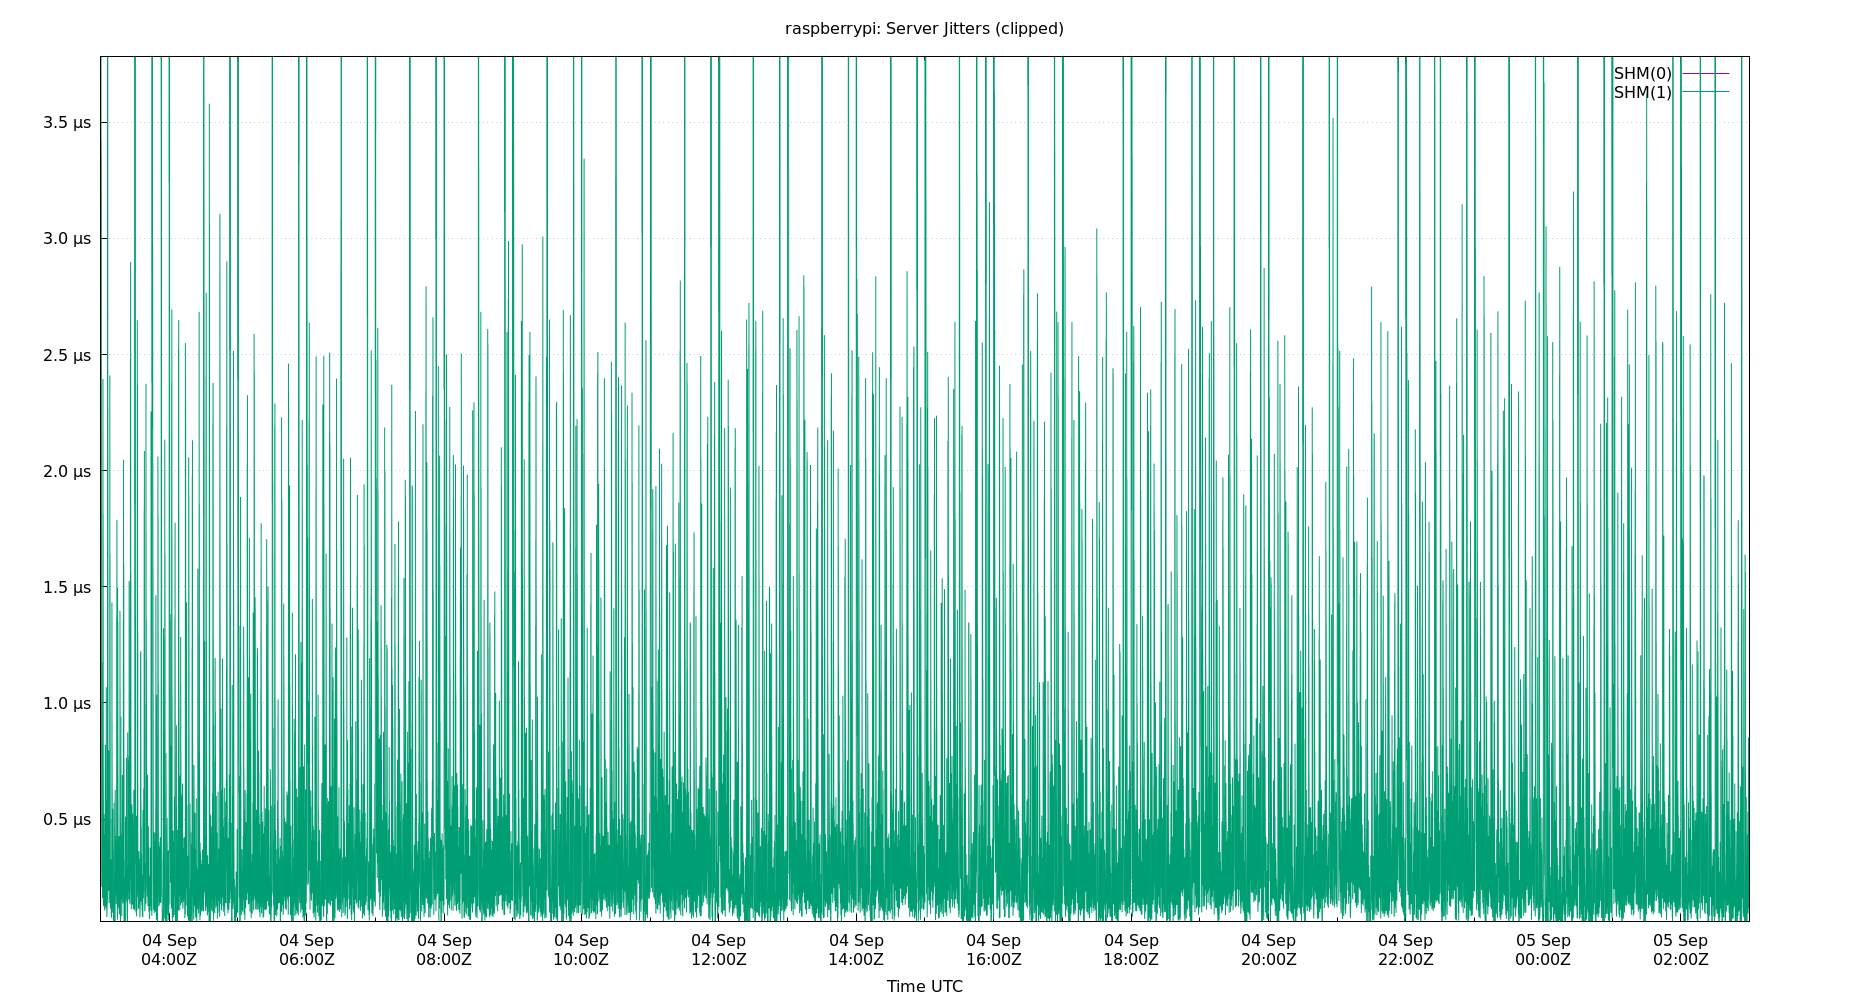 raspberrypi: Server Jitters (clipped)
SHM(0)
SHM(1)
3.5 µs
3.0 µs
2.5 µs
2.0 µs
1.5 µs
1.0 µs
0.5 µs
04 Sep 04 Sep 04 Sep 04 Sep 04 Sep 04 Sep 04 Sep 04 Sep 04 Sep 04 Sep 05 Sep 05 Sep
04:00Z 06:00Z 08:00Z 10:00Z 12:00Z 14:00Z 16:00Z 18:00Z 20:00Z 22:00Z 00:00Z 02:00Z
Time UTC